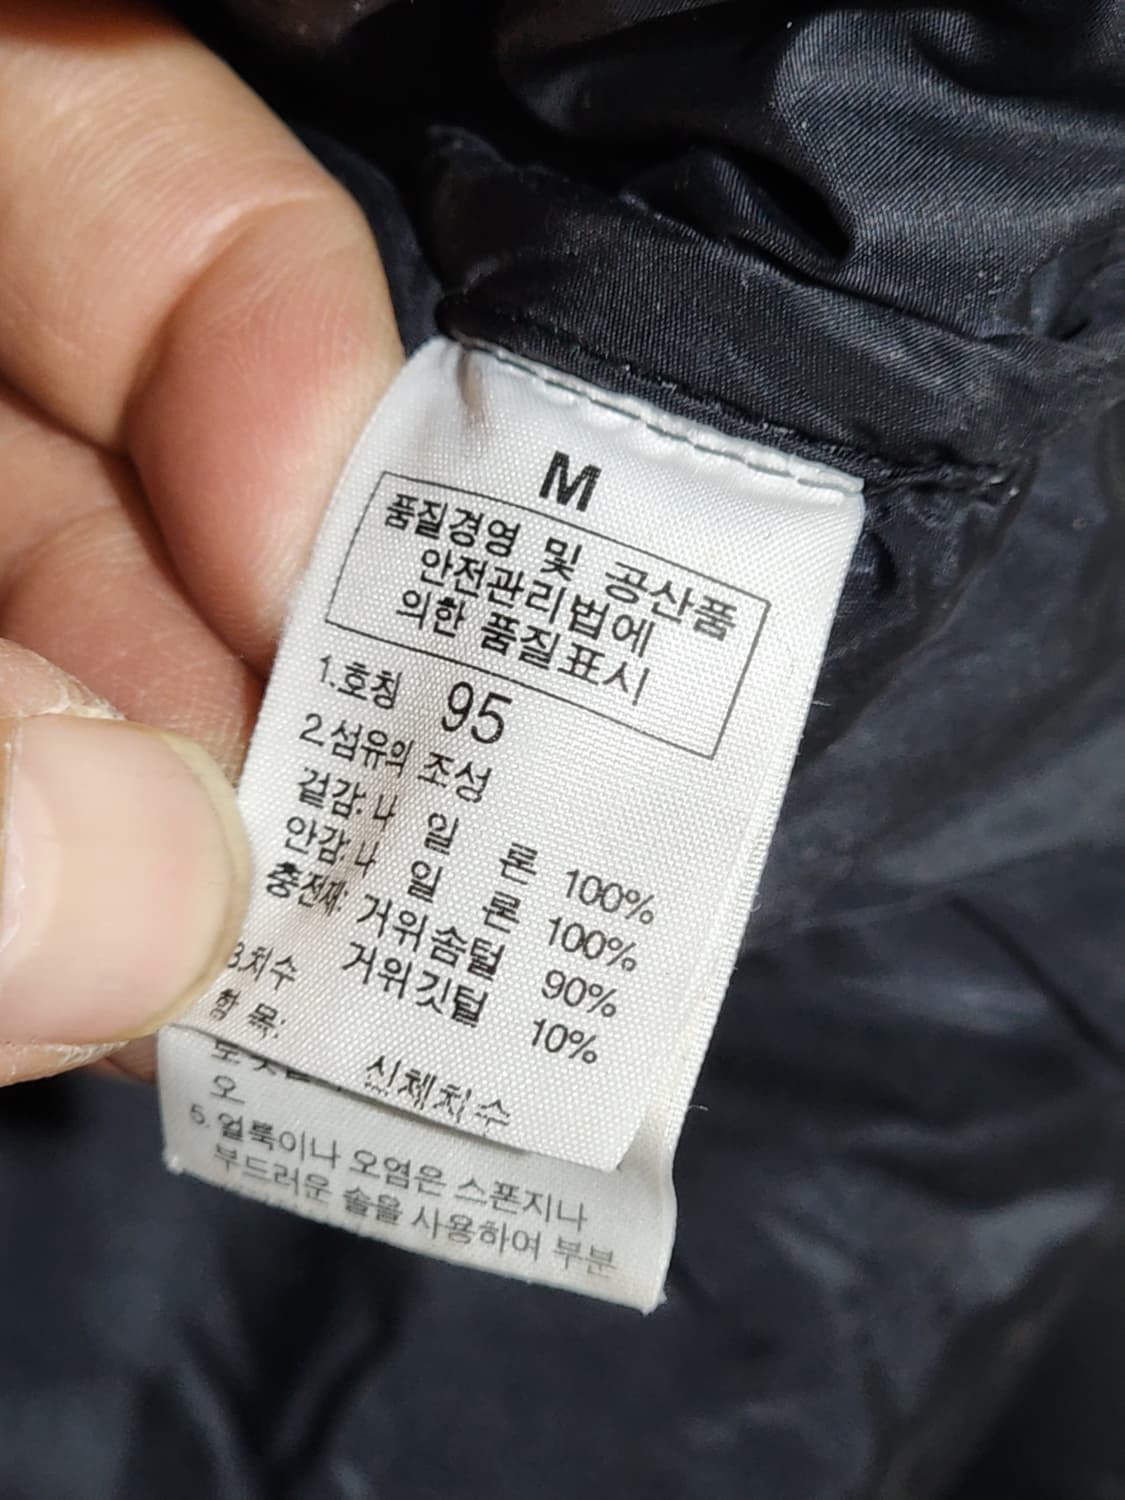 M
품질경영 및 공산품
안전관리법에
의한 품질표시
1.호칭 95
2.섬유의 조성
겉감: 나 일 론 100%
안감: 나 일 론 100%
충전재: 거위솜털 90%
거위깃털 10%
3.치수
항 목: 신체치수
오
5. 얼룩이나 오염은 스폰지나
부드러운 솔을 사용하여 부분